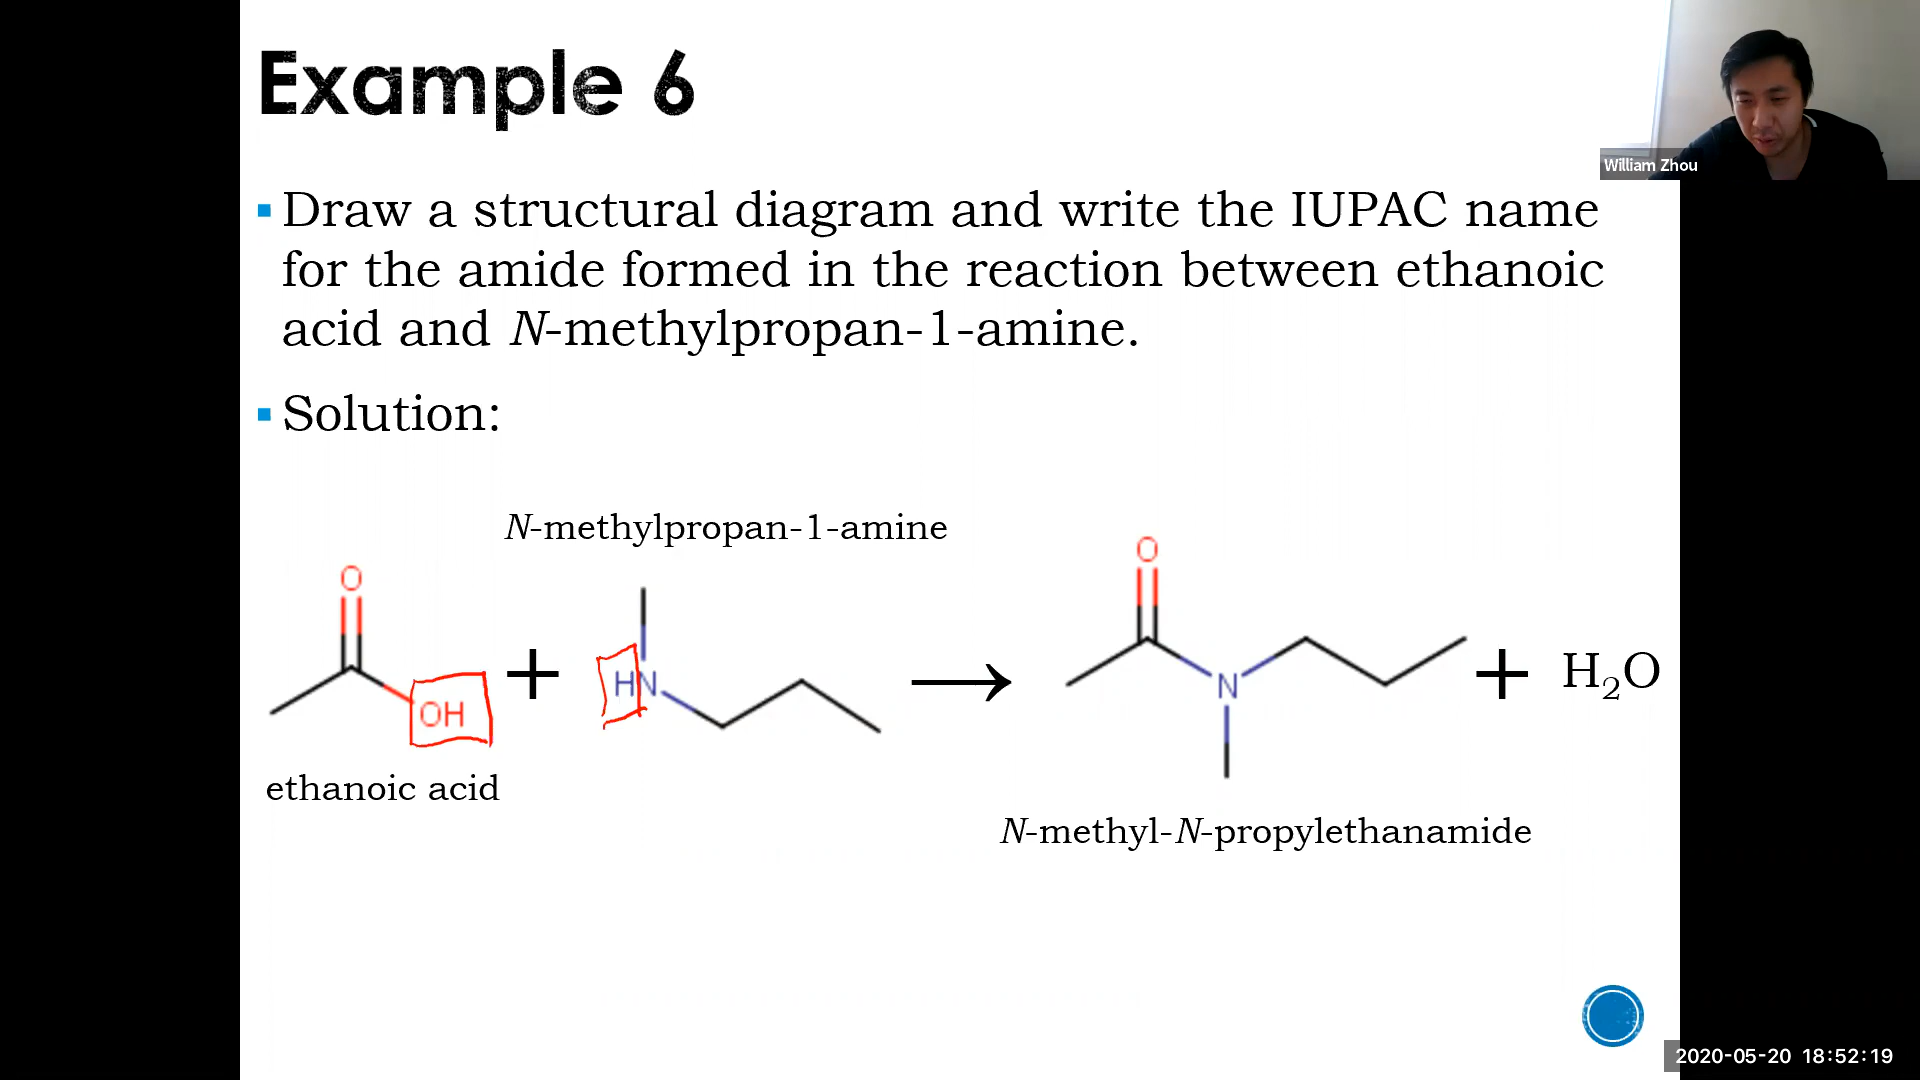 Example 6
William Zhou
Draw a structural diagram and write the IUPAC name
for the amide formed in the reaction between ethanoic
acid and N-methylpropan-1-amine.
Solution:
N-methylpropan-1-amine
O
OH
+
HN
→
O
N
+ H₂O
ethanoic acid
N-methyl-N-propylethanamide
2020-05-20 18:52:19